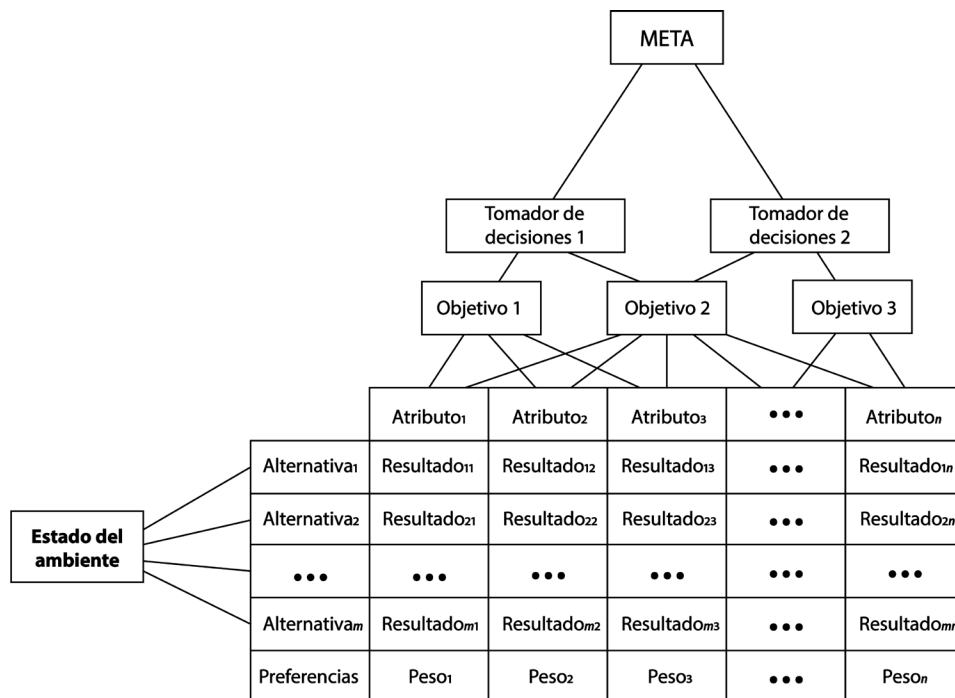 META
Tomador de
decisiones 1
Tomador de
decisiones 2
Objetivo 1
Objetivo 2
Objetivo 3
Atributo₁ Atributo₂ Atributo₃ ••• Atributoₙ
Alternativa₁ Resultado₁₁ Resultado₁₂ Resultado₁₃ ••• Resultado₁ₙ
Alternativa₂ Resultado₂₁ Resultado₂₂ Resultado₂₃ ••• Resultado₂ₙ
Estado del
ambiente
••• ••• ••• ••• ••• •••
Alternativaₘ Resultadoₘ₁ Resultadoₘ₂ Resultadoₘ₃ ••• Resultadoₘₙ
Preferencias Peso₁ Peso₂ Peso₃ ••• Pesoₙ